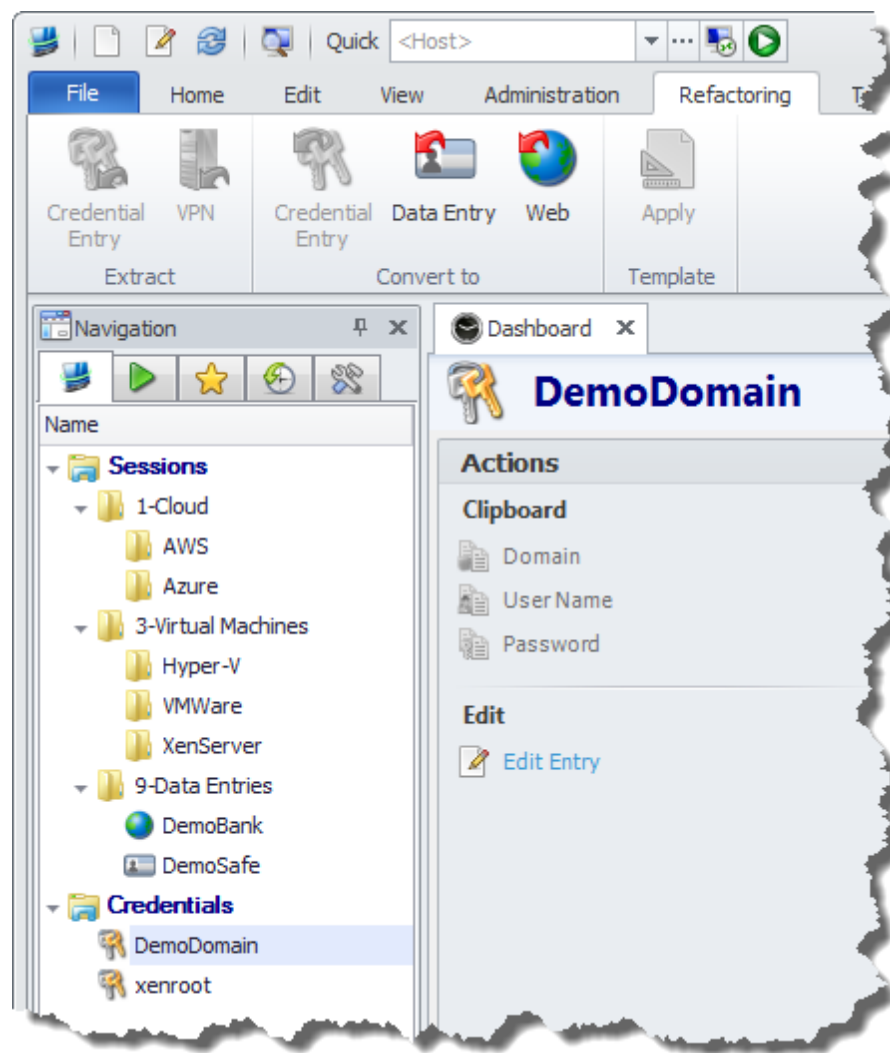 Quick <Host>
File Home Edit View Administration Refactoring
Credential Entry VPN Credential Entry Data Entry Web Apply
Extract Convert to Template
Navigation
Dashboard
DemoDomain
Name
Actions
Sessions
Clipboard
1-Cloud
Domain
AWS
Azure
User Name
3-Virtual Machines
Password
Hyper-V
VMWare
Edit
XenServer
Edit Entry
9-Data Entries
DemoBank
DemoSafe
Credentials
DemoDomain
xenroot